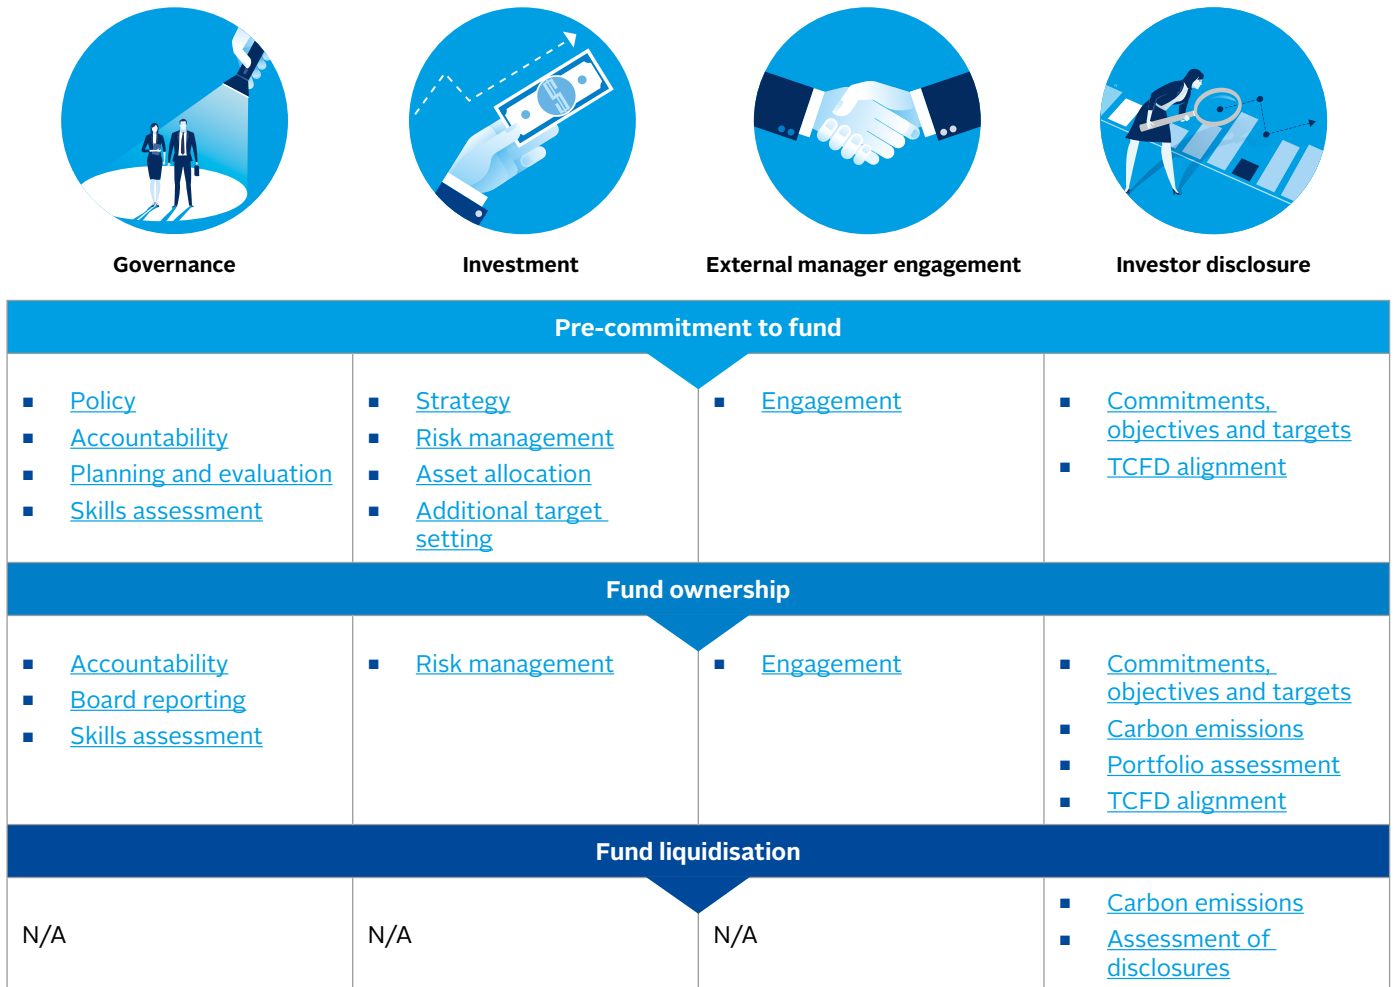 Governance
Investment
External manager engagement
Investor disclosure
Pre-commitment to fund
Policy
Accountability
Planning and evaluation
Skills assessment
Strategy
Risk management
Asset allocation
Additional target
setting
Engagement
Commitments,
objectives and targets
TCFD alignment
Fund ownership
Accountability
Board reporting
Skills assessment
Risk management
Engagement
Commitments,
objectives and targets
Carbon emissions
Portfolio assessment
TCFD alignment
Fund liquidisation
N/A
N/A
N/A
Carbon emissions
Assessment of
disclosures